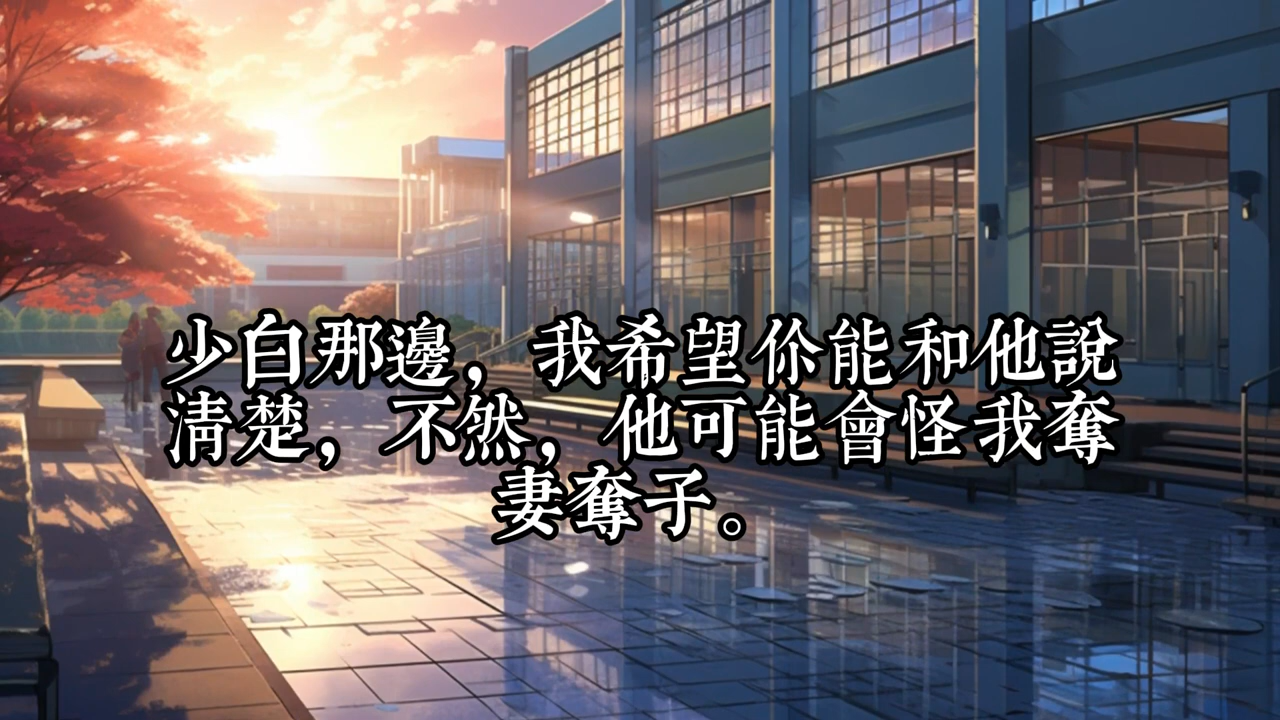 少白那邊，我希望你能和他說
清楚，不然，他可能會怪我奪
妻奪子。